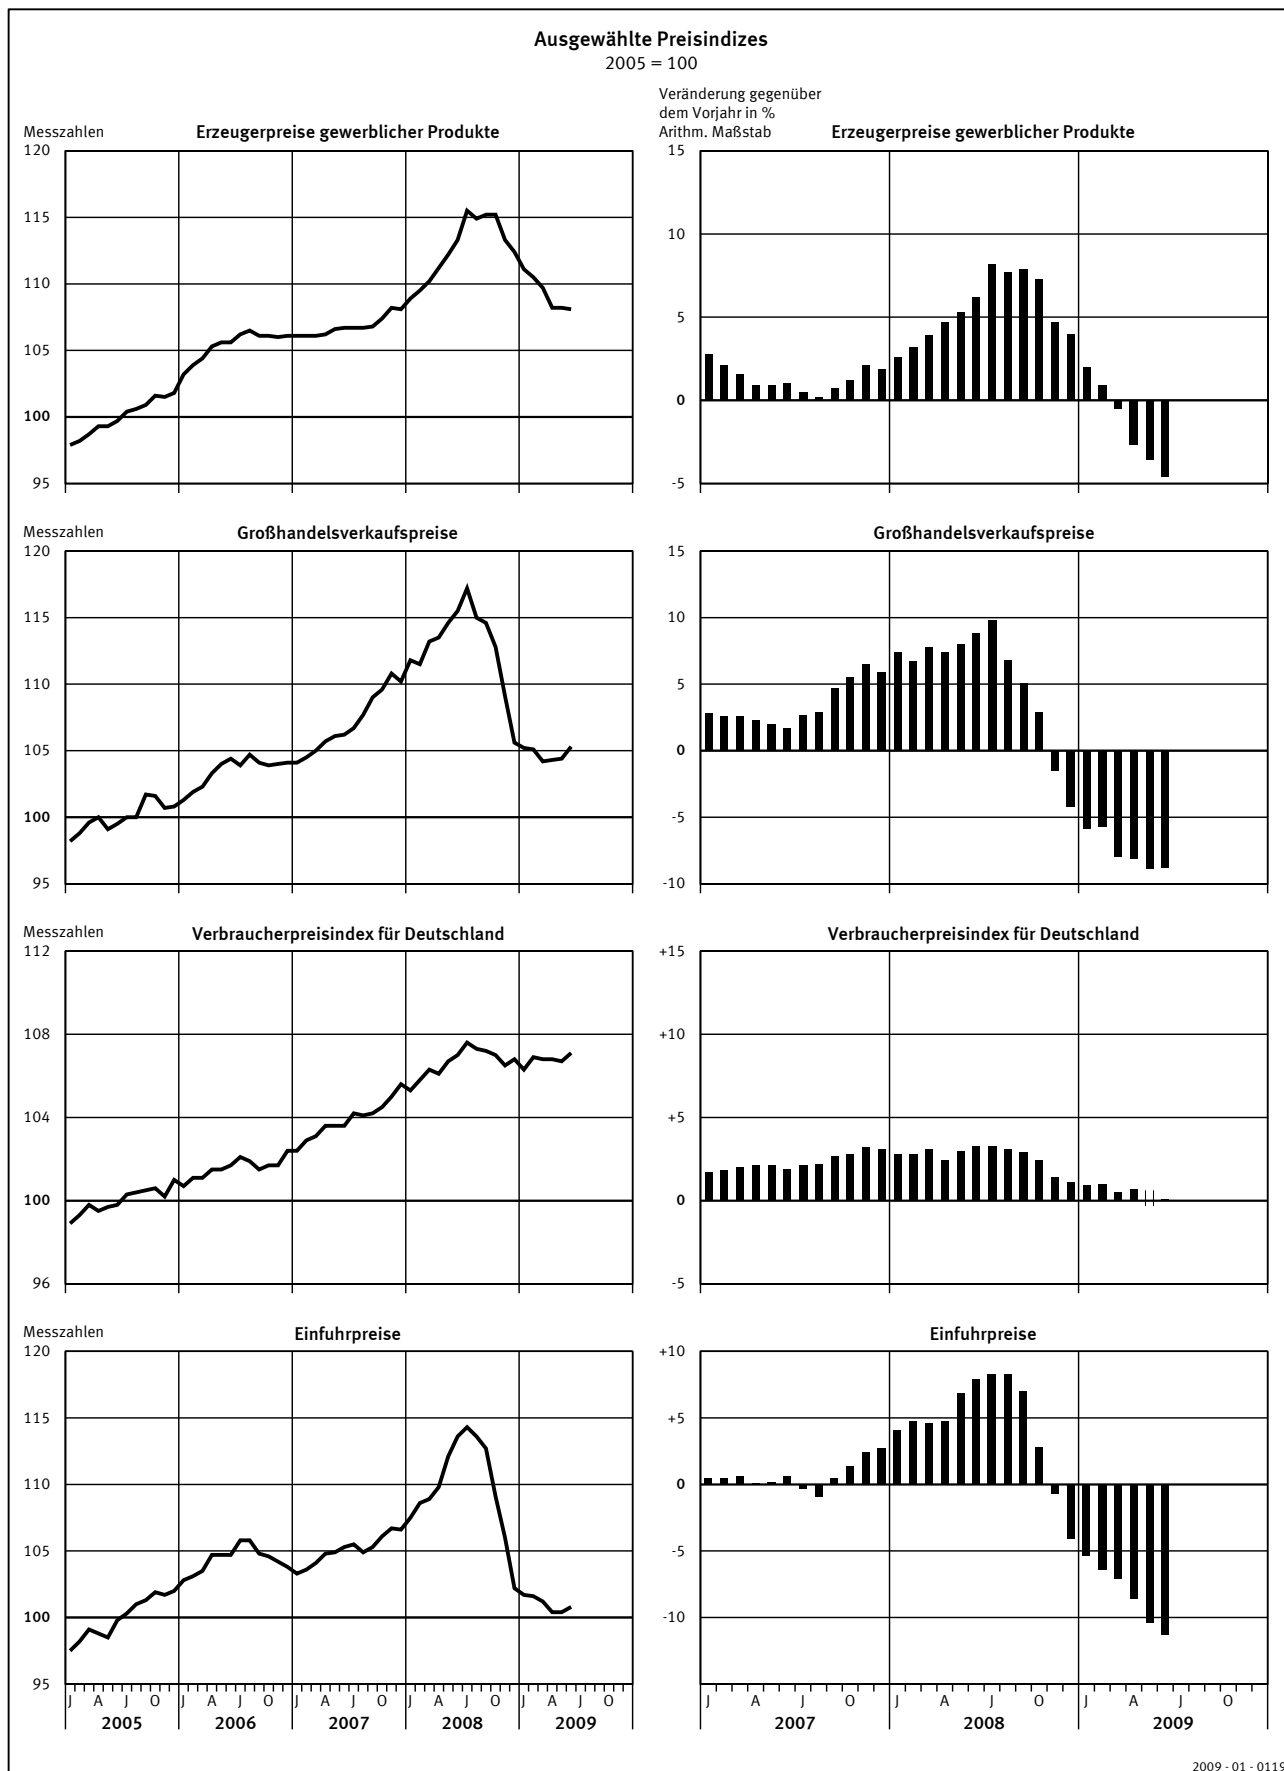 Ausgewählte Preisindizes
2005 = 100
Messzahlen
Erzeugerpreise gewerblicher Produkte
120
115
110
105
100
95
Veränderung gegenüber
dem Vorjahr in %
Arithm. Maßstab
Erzeugerpreise gewerblicher Produkte
15
10
5
0
-5
Messzahlen
Großhandelsverkaufspreise
120
115
110
105
100
95
Großhandelsverkaufspreise
15
10
5
0
-5
-10
Messzahlen
Verbraucherpreisindex für Deutschland
112
108
104
100
96
Verbraucherpreisindex für Deutschland
+15
+10
+5
0
-5
Messzahlen
Einfuhrpreise
120
115
110
105
100
95
J A J O J A J O J A J O J A J O J A J O
2005 2006 2007 2008 2009
Einfuhrpreise
+10
+5
0
-5
-10
J A J O J A J O J A J O
2007 2008 2009
2009 - 01 - 0119